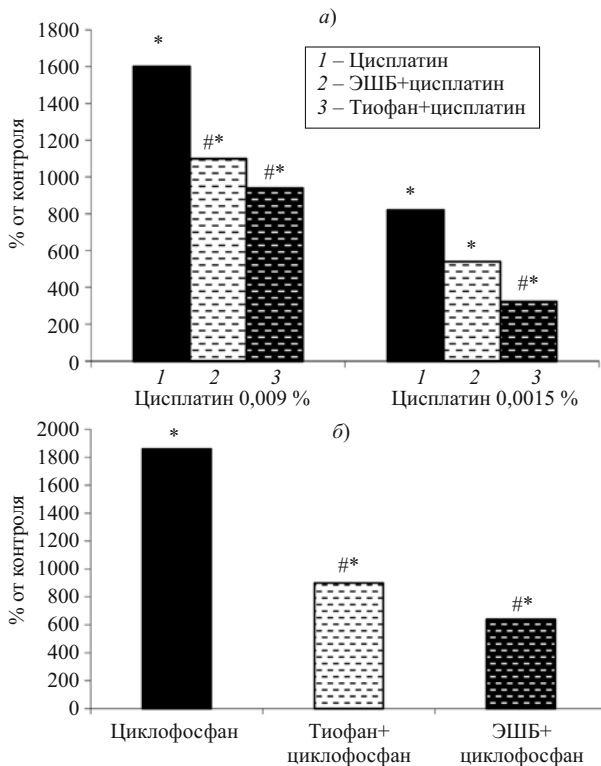 а)
1800
1600
1400
1200
1000
800
600
400
200
0
% от контроля
1 – Цисплатин
2 – ЭШБ+цисплатин
3 – Тиофан+цисплатин
*
#*
#*
*
*
#*
1 2 3 1 2 3
Цисплатин 0,009 % Цисплатин 0,0015 %
б)
2000
1800
1600
1400
1200
1000
800
600
400
200
0
% от контроля
*
#*
#*
Циклофосфан Тиофан+ ЭШБ+
циклофосфан циклофосфан